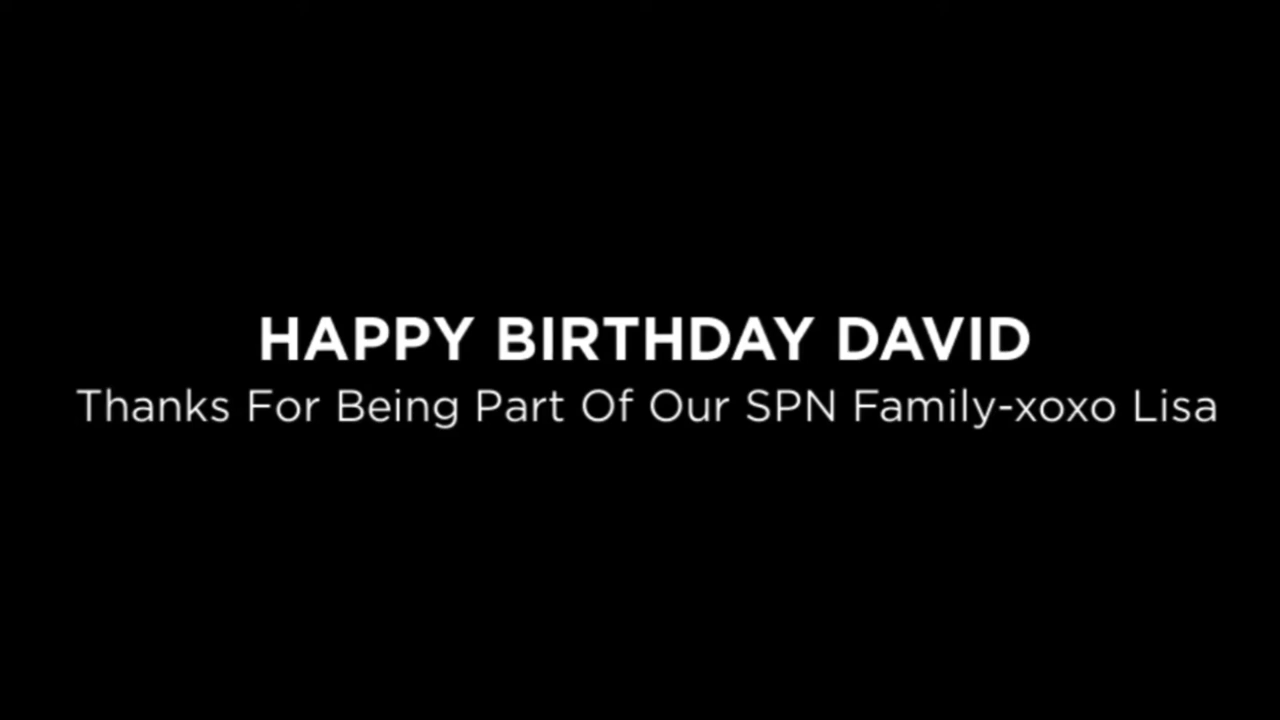 HAPPY BIRTHDAY DAVID
Thanks For Being Part Of Our SPN Family-xoxo Lisa